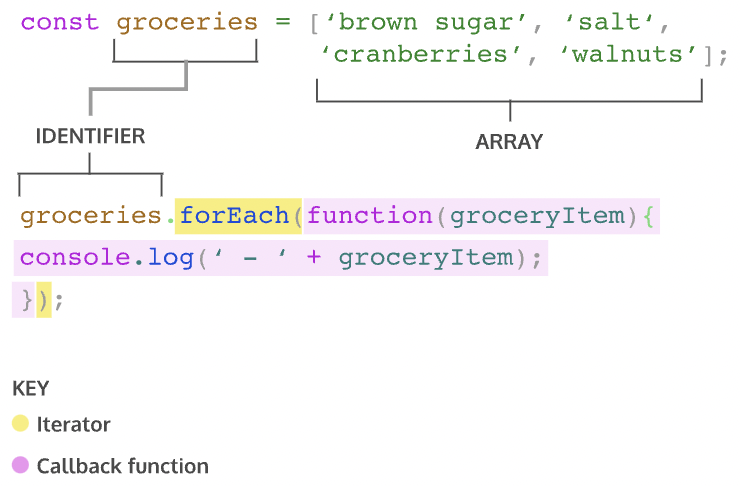 const groceries = [‘brown sugar’, ‘salt‘,
‘cranberries’, ‘walnuts’];
IDENTIFIER
ARRAY
groceries.forEach(function(groceryItem){
console.log(‘ - ‘ + groceryItem);
});
KEY
Iterator
Callback function